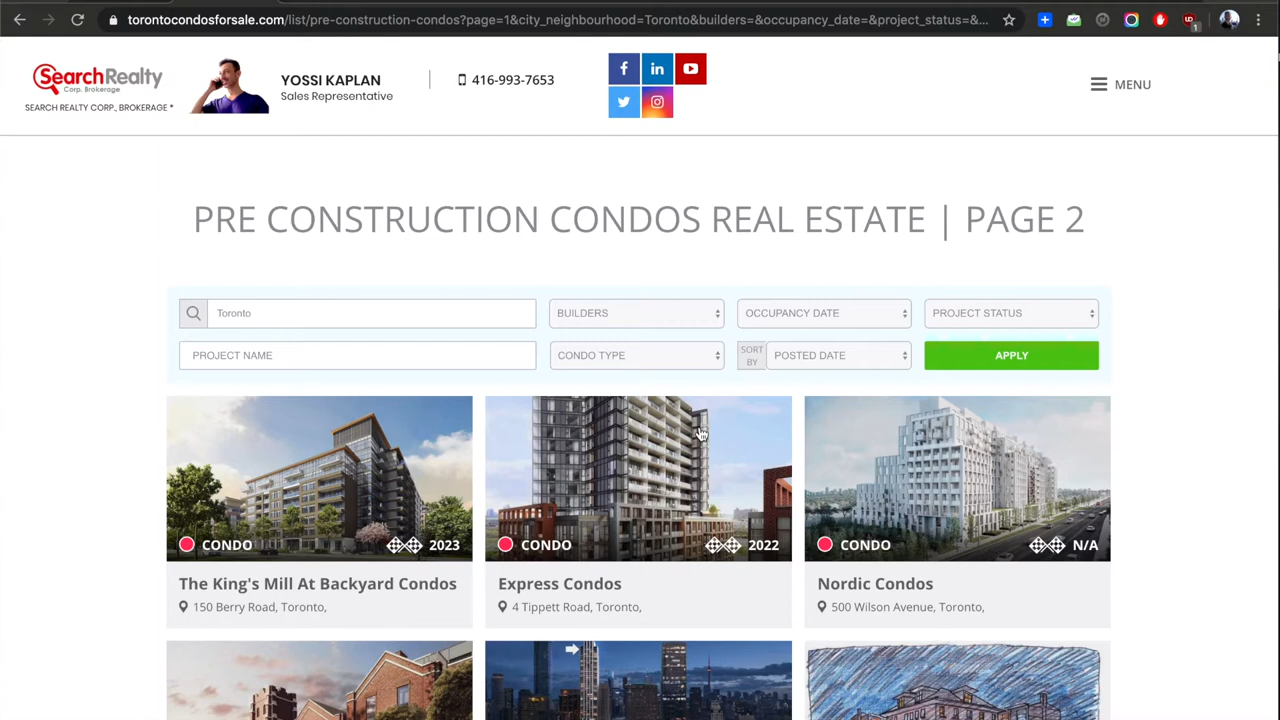 torontocondosforsale.com/list/pre-construction-condos?page=1&city_neighbourhood=Toronto&builders=&occupancy_date=&project_status=&...
1
SearchRealty
Corp. Brokerage
SEARCH REALTY CORP., BROKERAGE *
YOSSI KAPLAN
Sales Representative
416-993-7653
MENU
PRE CONSTRUCTION CONDOS REAL ESTATE | PAGE 2
Toronto
BUILDERS
OCCUPANCY DATE
PROJECT STATUS
PROJECT NAME
CONDO TYPE
SORT BY
POSTED DATE
APPLY
CONDO 2023
CONDO 2022
CONDO N/A
The King's Mill At Backyard Condos
150 Berry Road, Toronto,
Express Condos
4 Tippett Road, Toronto,
Nordic Condos
500 Wilson Avenue, Toronto,